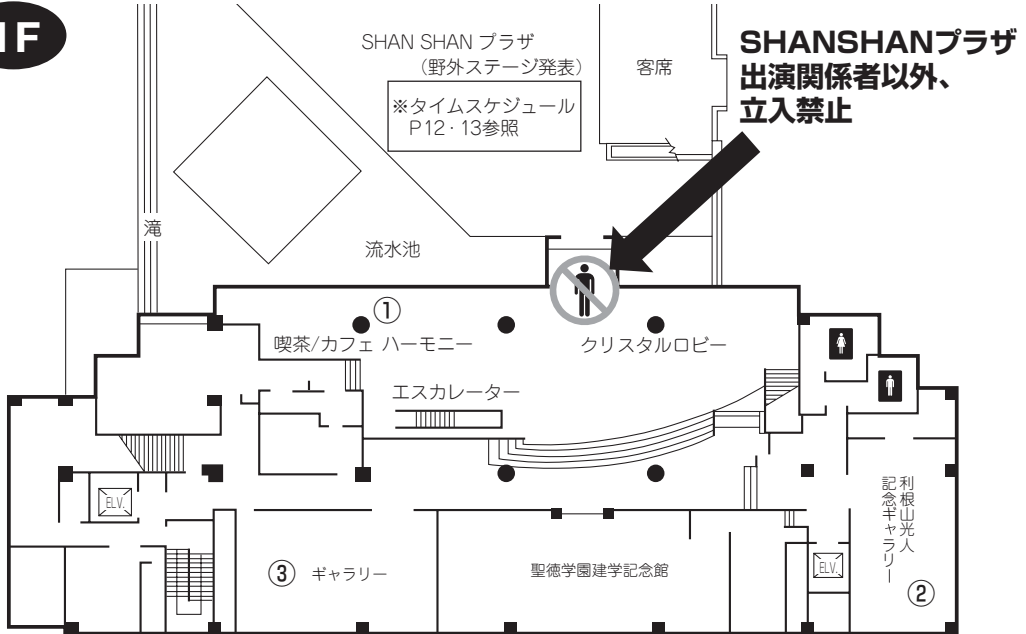 1F
SHAN SHAN プラザ
（野外ステージ発表）
※タイムスケジュール
P12・13参照
客席
SHANSHANプラザ
出演関係者以外、
立入禁止
滝
流水池
①
喫茶/カフェ ハーモニー
クリスタルロビー
エスカレーター
ELV.
利根山光人
記念ギャラリー
②
③ ギャラリー
聖徳学園建学記念館
ELV.